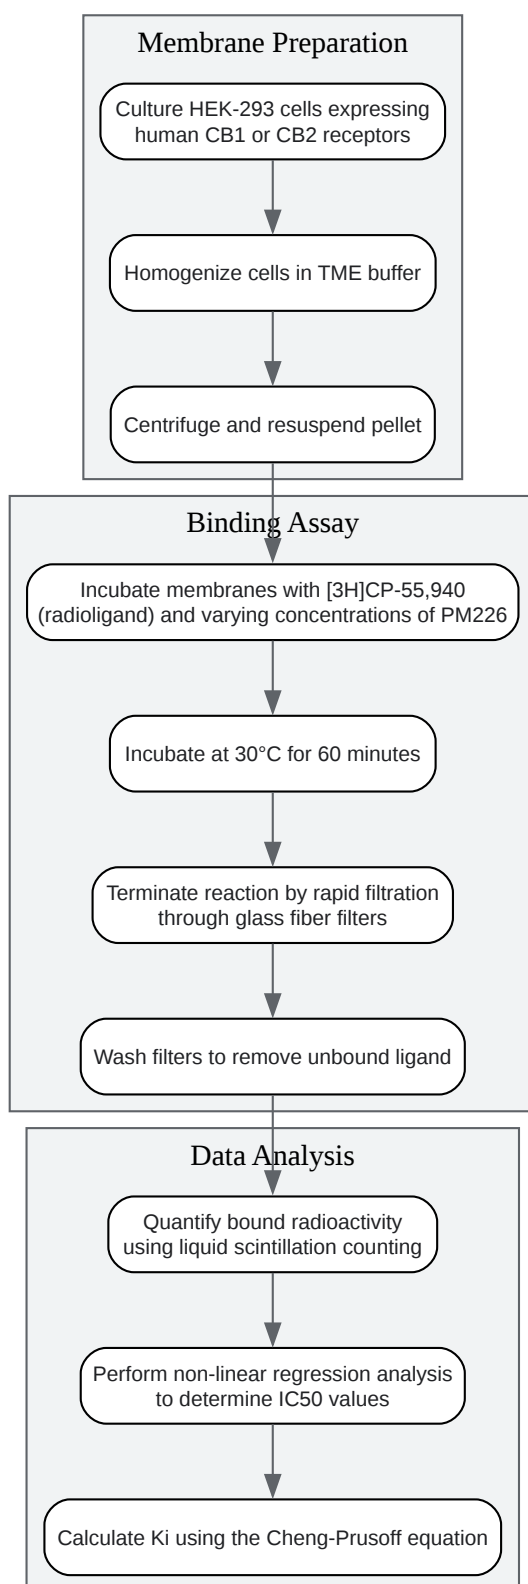 Membrane Preparation
Culture HEK-293 cells expressing
human CB1 or CB2 receptors
Homogenize cells in TME buffer
Centrifuge and resuspend pellet
Binding Assay
Incubate membranes with [3H]CP-55,940
(radioligand) and varying concentrations of PM226
Incubate at 30°C for 60 minutes
Terminate reaction by rapid filtration
through glass fiber filters
Wash filters to remove unbound ligand
Data Analysis
Quantify bound radioactivity
using liquid scintillation counting
Perform non-linear regression analysis
to determine IC50 values
Calculate Ki using the Cheng-Prusoff equation